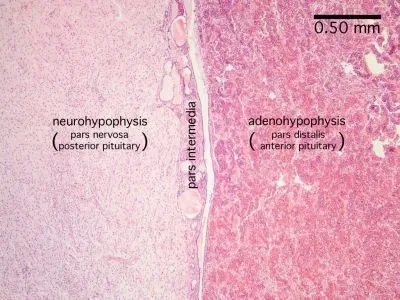 0.50 mm
neurohypophysis
( pars nervosa
posterior pituitary )
pars intermedia
adenohypophysis
( pars distalis
anterior pituitary )